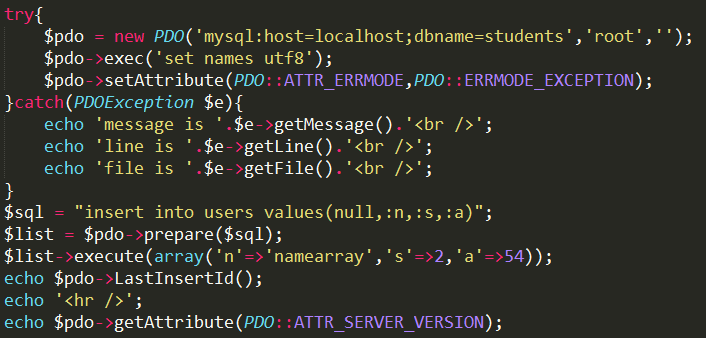 try{
    $pdo = new PDO('mysql:host=localhost;dbname=students','root','');
    $pdo->exec('set names utf8');
    $pdo->setAttribute(PDO::ATTR_ERRMODE,PDO::ERRMODE_EXCEPTION);
}catch(PDOException $e){
    echo 'message is '.$e->getMessage().'<br />';
    echo 'line is '.$e->getLine().'<br />';
    echo 'file is '.$e->getFile().'<br />';
}
$sql = "insert into users values(null,:n,:s,:a)";
$list = $pdo->prepare($sql);
$list->execute(array('n'=>'namearray','s'=>2,'a'=>54));
echo $pdo->LastInsertId();
echo '<hr />';
echo $pdo->getAttribute(PDO::ATTR_SERVER_VERSION);